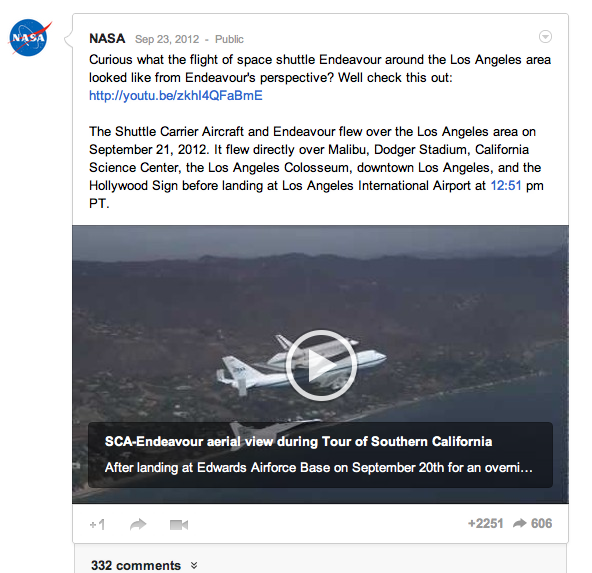 NASA
NASA Sep 23, 2012 - Public
Curious what the flight of space shuttle Endeavour around the Los Angeles area
looked like from Endeavour's perspective? Well check this out:
http://youtu.be/zkhI4QFaBmE
The Shuttle Carrier Aircraft and Endeavour flew over the Los Angeles area on
September 21, 2012. It flew directly over Malibu, Dodger Stadium, California
Science Center, the Los Angeles Colosseum, downtown Los Angeles, and the
Hollywood Sign before landing at Los Angeles International Airport at 12:51 pm
PT.
SCA-Endeavour aerial view during Tour of Southern California
After landing at Edwards Airforce Base on September 20th for an overni...
+1 +2251 606
332 comments